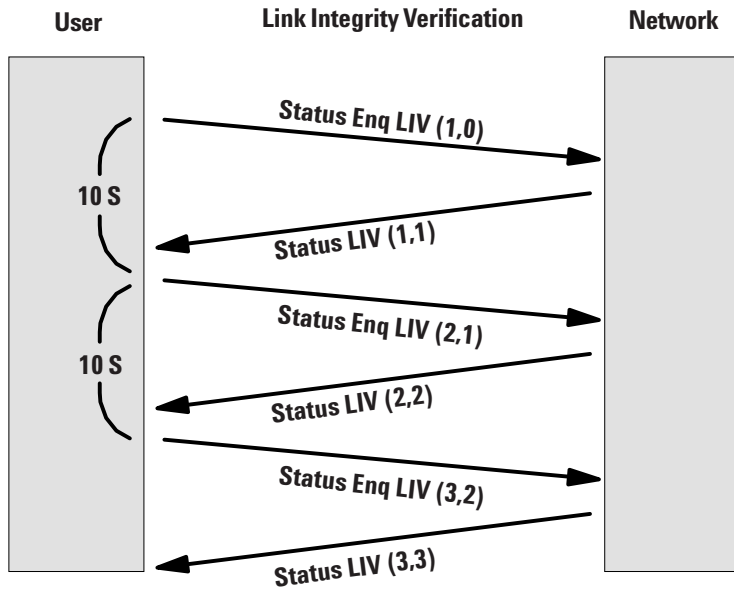 User
Link Integrity Verification
Network
Status Enq LIV (1,0)
10 S
Status LIV (1,1)
Status Enq LIV (2,1)
10 S
Status LIV (2,2)
Status Enq LIV (3,2)
Status LIV (3,3)